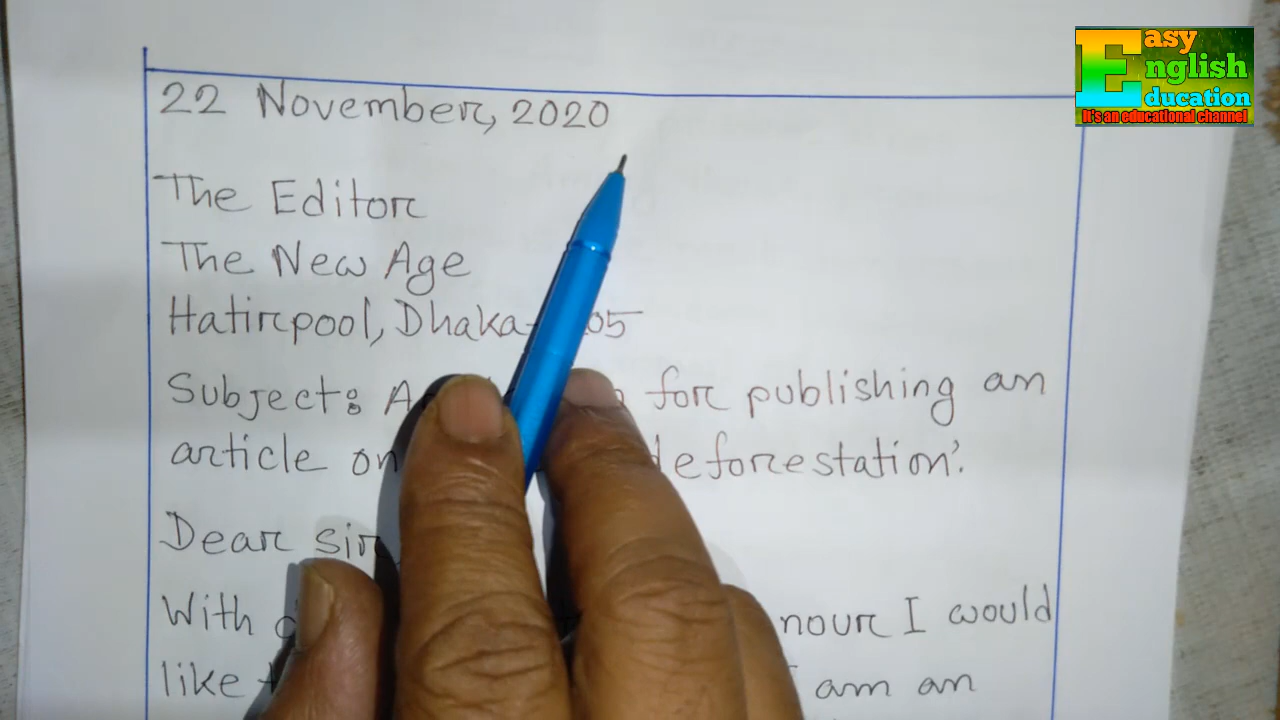 22 November, 2020
The Editor
The New Age
Hatirpool, Dhaka-
Subject: for publishing an
article on deforestation'.
Dear sir
With I would
like am an
Easy
English
Education
It's an educational channel